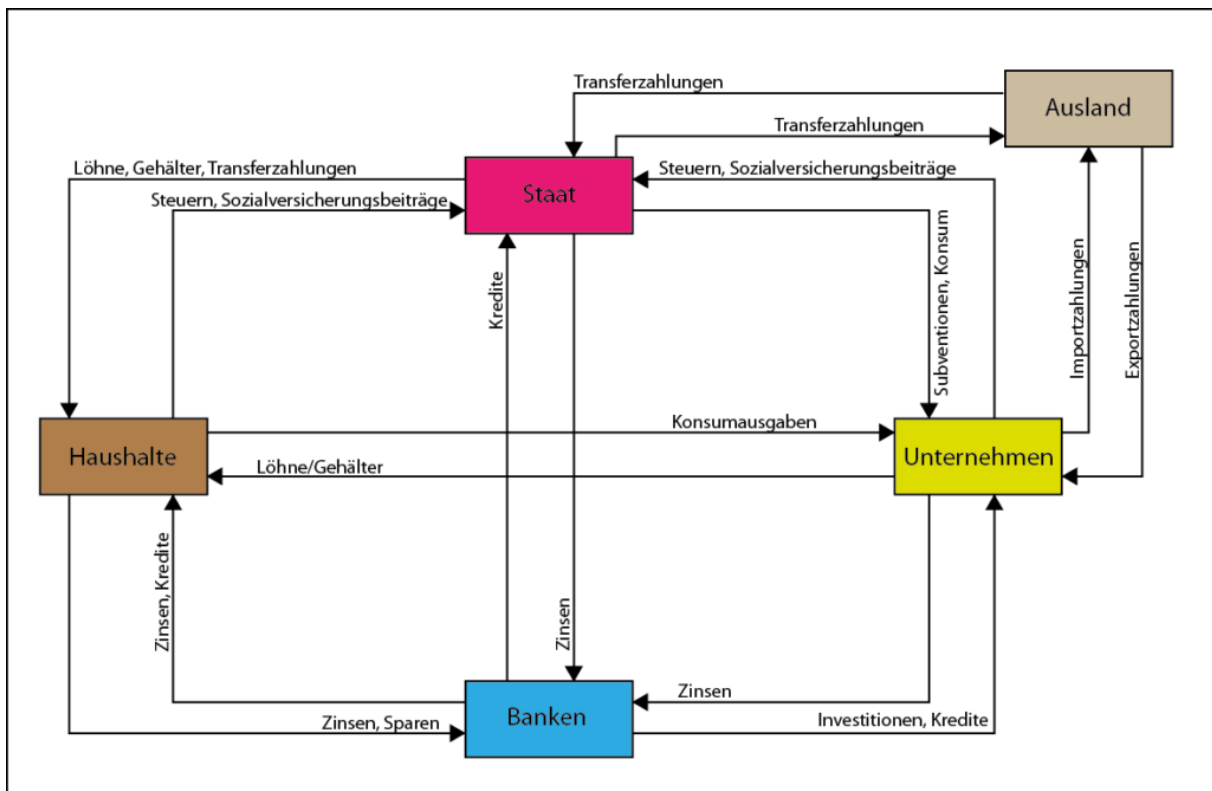 Transferzahlungen
Ausland
Transferzahlungen
Löhne, Gehälter, Transferzahlungen
Steuern, Sozialversicherungsbeiträge
Staat
Steuern, Sozialversicherungsbeiträge
Kredite
Subventionen, Konsum
Importzahlungen
Exportzahlungen
Konsumausgaben
Haushalte
Unternehmen
Löhne/Gehälter
Zinsen, Kredite
Zinsen
Zinsen
Banken
Zinsen, Sparen
Investitionen, Kredite